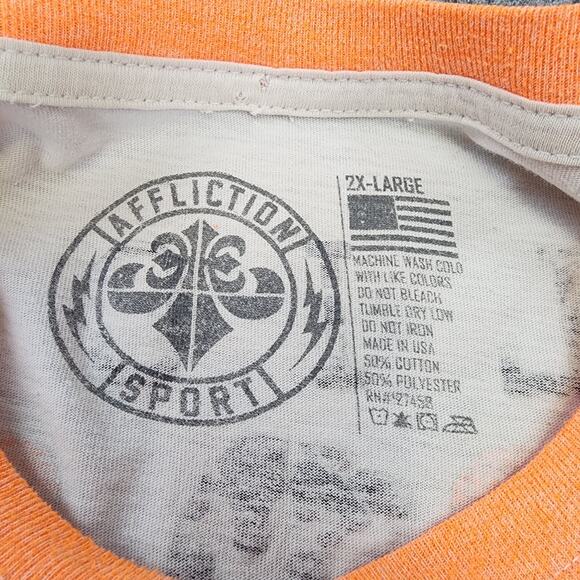 AFFLICTION
SPORT
2X-LARGE
MACHINE WASH COLD
WITH LIKE COLORS
DO NOT BLEACH
TUMBLE DRY LOW
DO NOT IRON
MADE IN USA
50% COTTON
50% POLYESTER
RN#127458